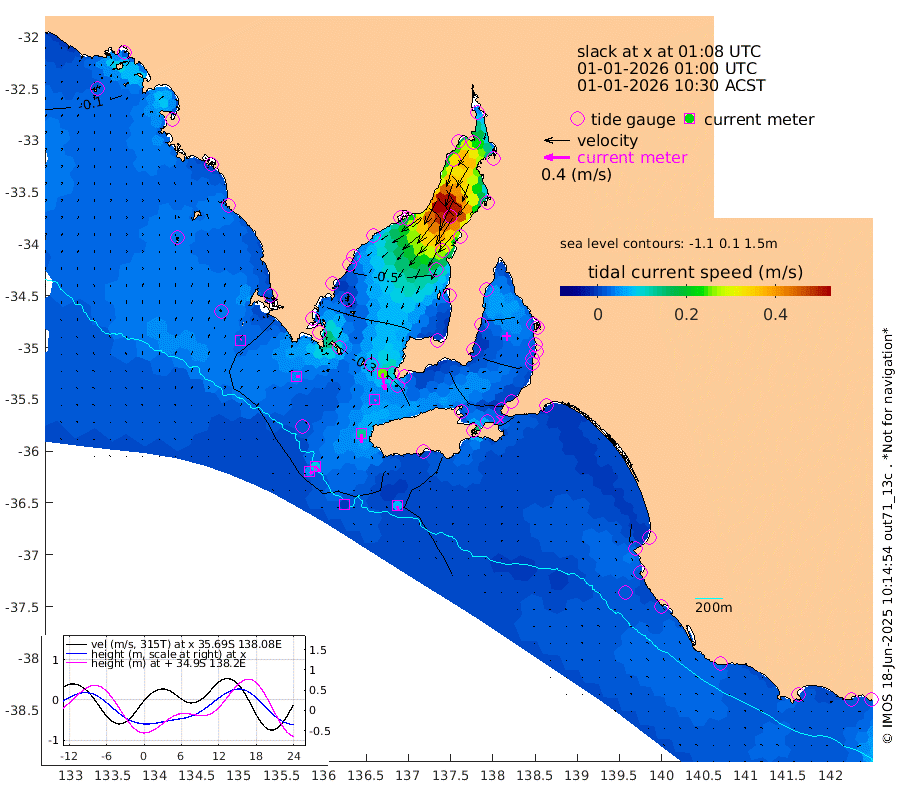 slack at x at 01:08 UTC
01-01-2026 01:00 UTC
01-01-2026 10:30 ACST
tide gauge
current meter
velocity
current meter
0.4 (m/s)
sea level contours: -1.1 0.1 1.5m
tidal current speed (m/s)
0 0.2 0.4
-32
-32.5
-33
-33.5
-34
-34.5
-35
-35.5
-36
-36.5
-37
-37.5
-38
-38.5
-0.1
-0.5
-0.3
200m
vel (m/s, 315T) at x 35.69S 138.08E
height (m, scale at right) at x
height (m) at + 34.9S 138.2E
1
0
-1
1.5
1.0
0.5
0.0
-0.5
-12 -6 0 6 12 18 24
133 133.5 134 134.5 135 135.5 136 136.5 137 137.5 138 138.5 139 139.5 140 140.5 141 141.5 142
© IMOS 18-Jun-2025 10:14:54 out71_13c . *Not for navigation*